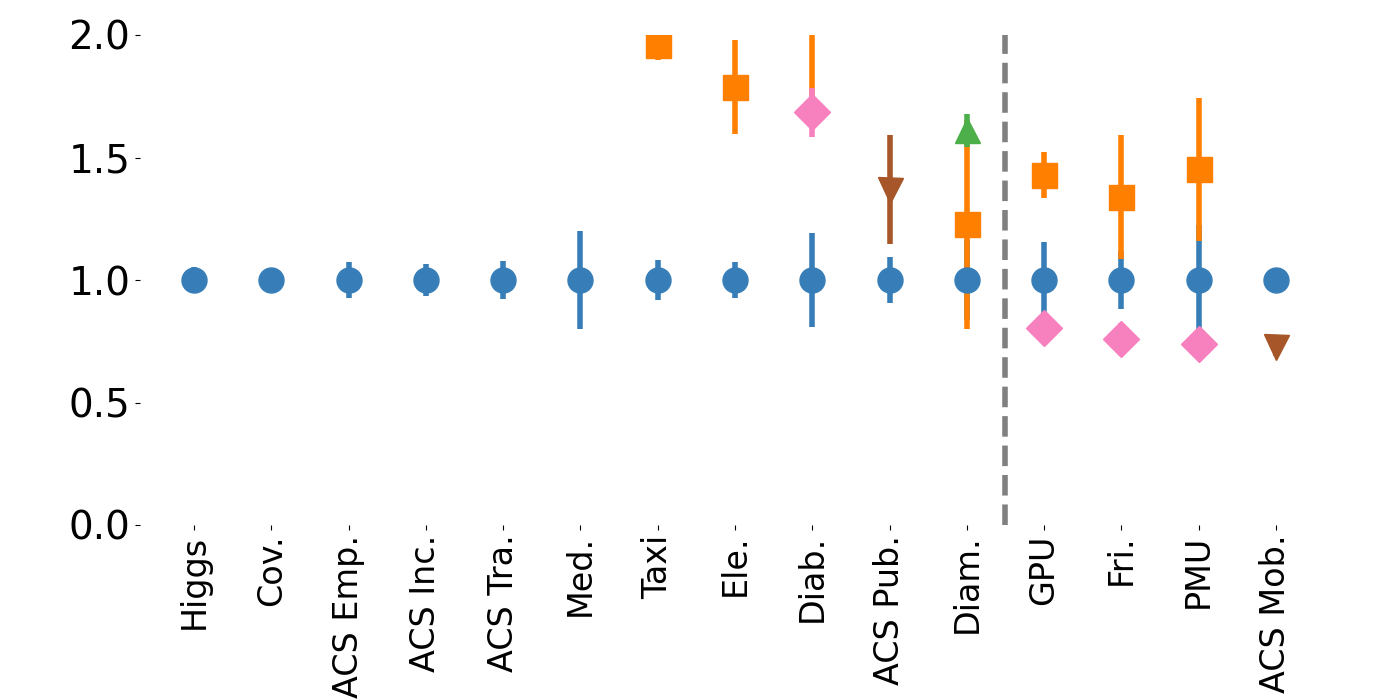 2.0
1.5
1.0
0.5
0.0
Higgs
Cov.
ACS Emp.
ACS Inc.
ACS Tra.
Med.
Taxi
Ele.
Diab.
ACS Pub.
Diam.
GPU
Fri.
PMU
ACS Mob.